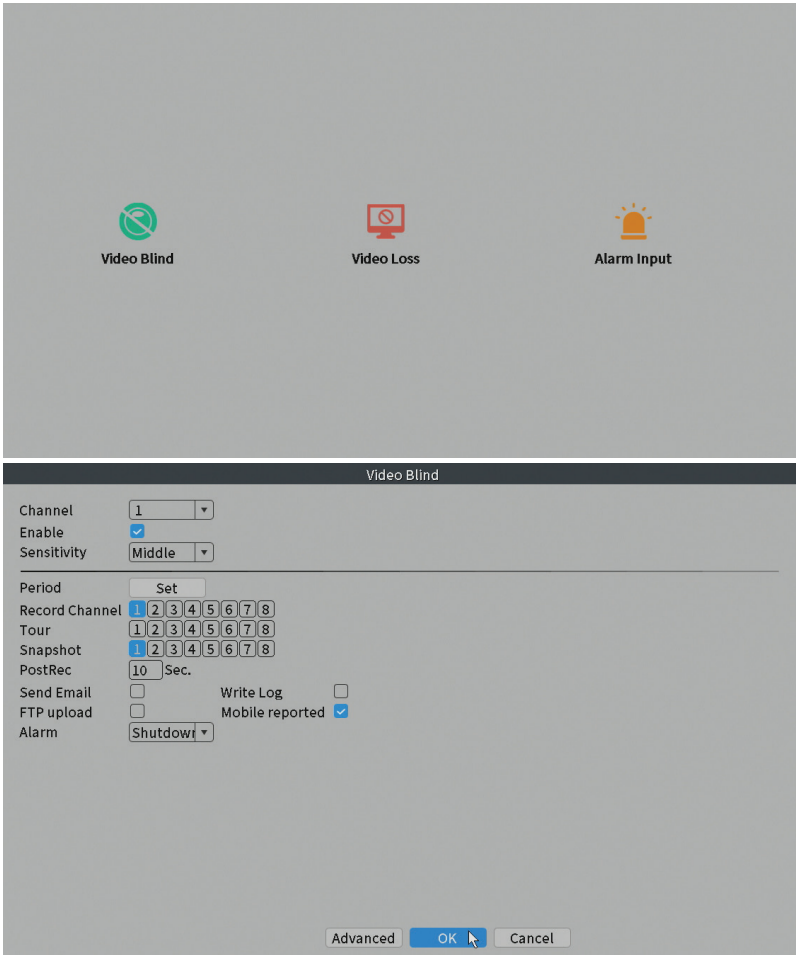 Video Blind Video Loss Alarm Input
Video Blind
Channel 1
Enable
Sensitivity Middle
Period Set
Record Channel 1 2 3 4 5 6 7 8
Tour 1 2 3 4 5 6 7 8
Snapshot 1 2 3 4 5 6 7 8
PostRec 10 Sec.
Send Email Write Log
FTP upload Mobile reported
Alarm Shutdown
Advanced OK Cancel